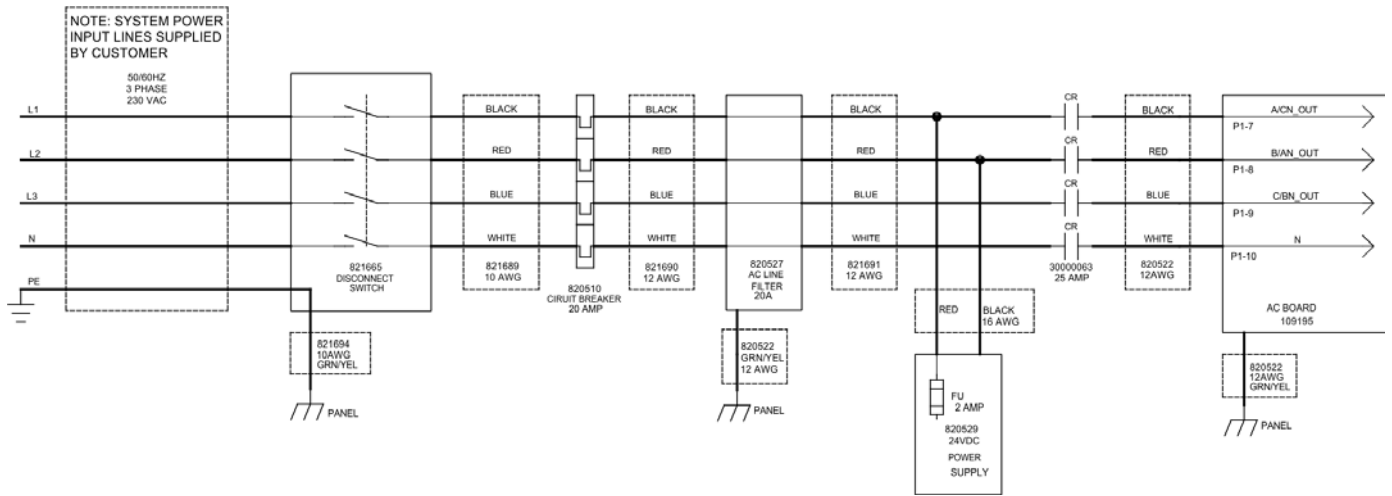 NOTE: SYSTEM POWER
INPUT LINES SUPPLIED
BY CUSTOMER
50/60HZ
3 PHASE
230 VAC
L1
L2
L3
N
PE
821665
DISCONNECT
SWITCH
821694
10AWG
GRN/YEL
PANEL
BLACK
RED
BLUE
WHITE
821689
10 AWG
820510
CIRUIT BREAKER
20 AMP
BLACK
RED
BLUE
WHITE
821690
12 AWG
820527
AC LINE
FILTER
20A
820522
GRN/YEL
12 AWG
PANEL
BLACK
RED
BLUE
WHITE
821691
12 AWG
RED
BLACK
16 AWG
FU
2 AMP
820529
24VDC
POWER
SUPPLY
CR
CR
CR
CR
30000063
25 AMP
BLACK
RED
BLUE
WHITE
820522
12AWG
A/CN_OUT
P1-7
B/AN_OUT
P1-8
C/BN_OUT
P1-9
N
P1-10
AC BOARD
109195
820522
12AWG
GRN/YEL
PANEL